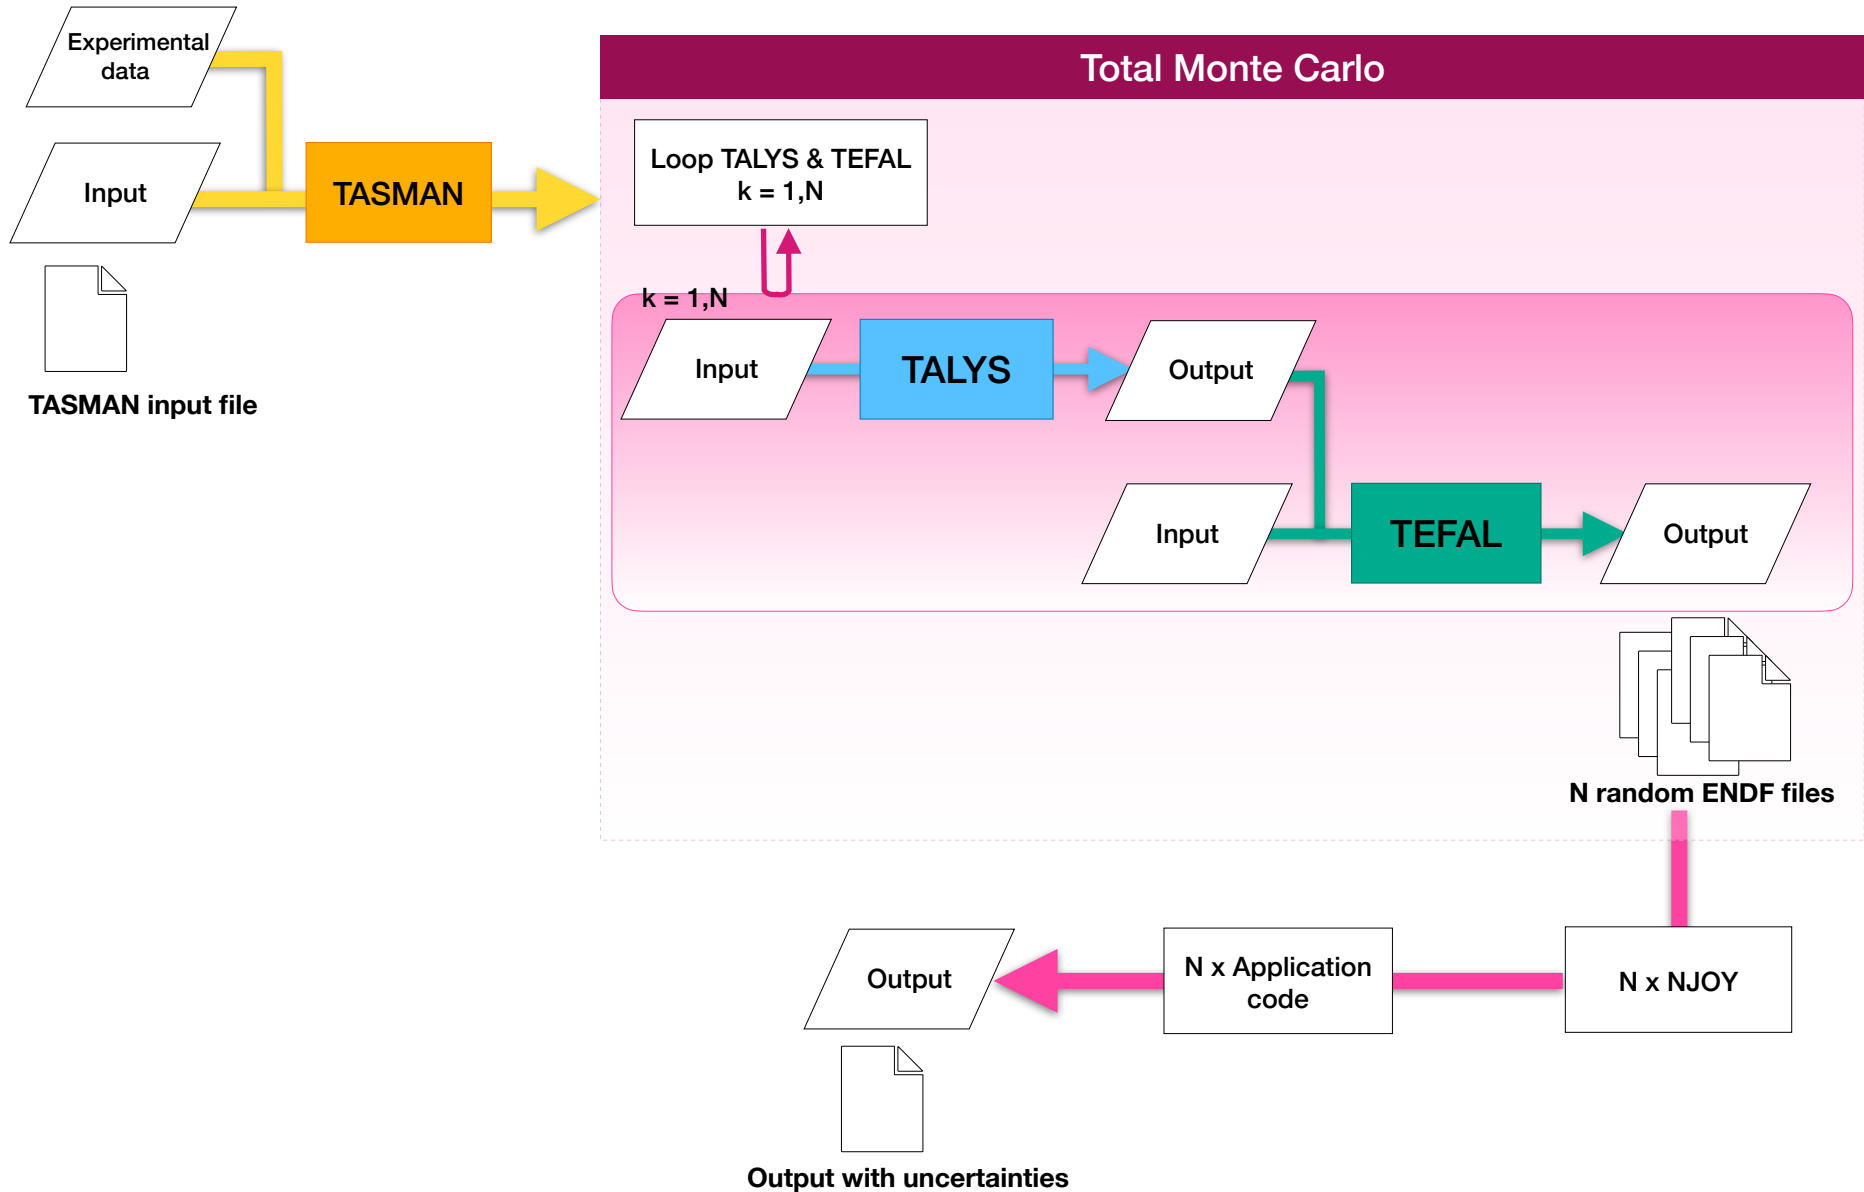 Experimental
data
Input
TASMAN
TASMAN input file
Total Monte Carlo
Loop TALYS & TEFAL
k = 1,N
k = 1,N
Input
TALYS
Output
Input
TEFAL
Output
N random ENDF files
N x NJOY
N x Application
code
Output
Output with uncertainties